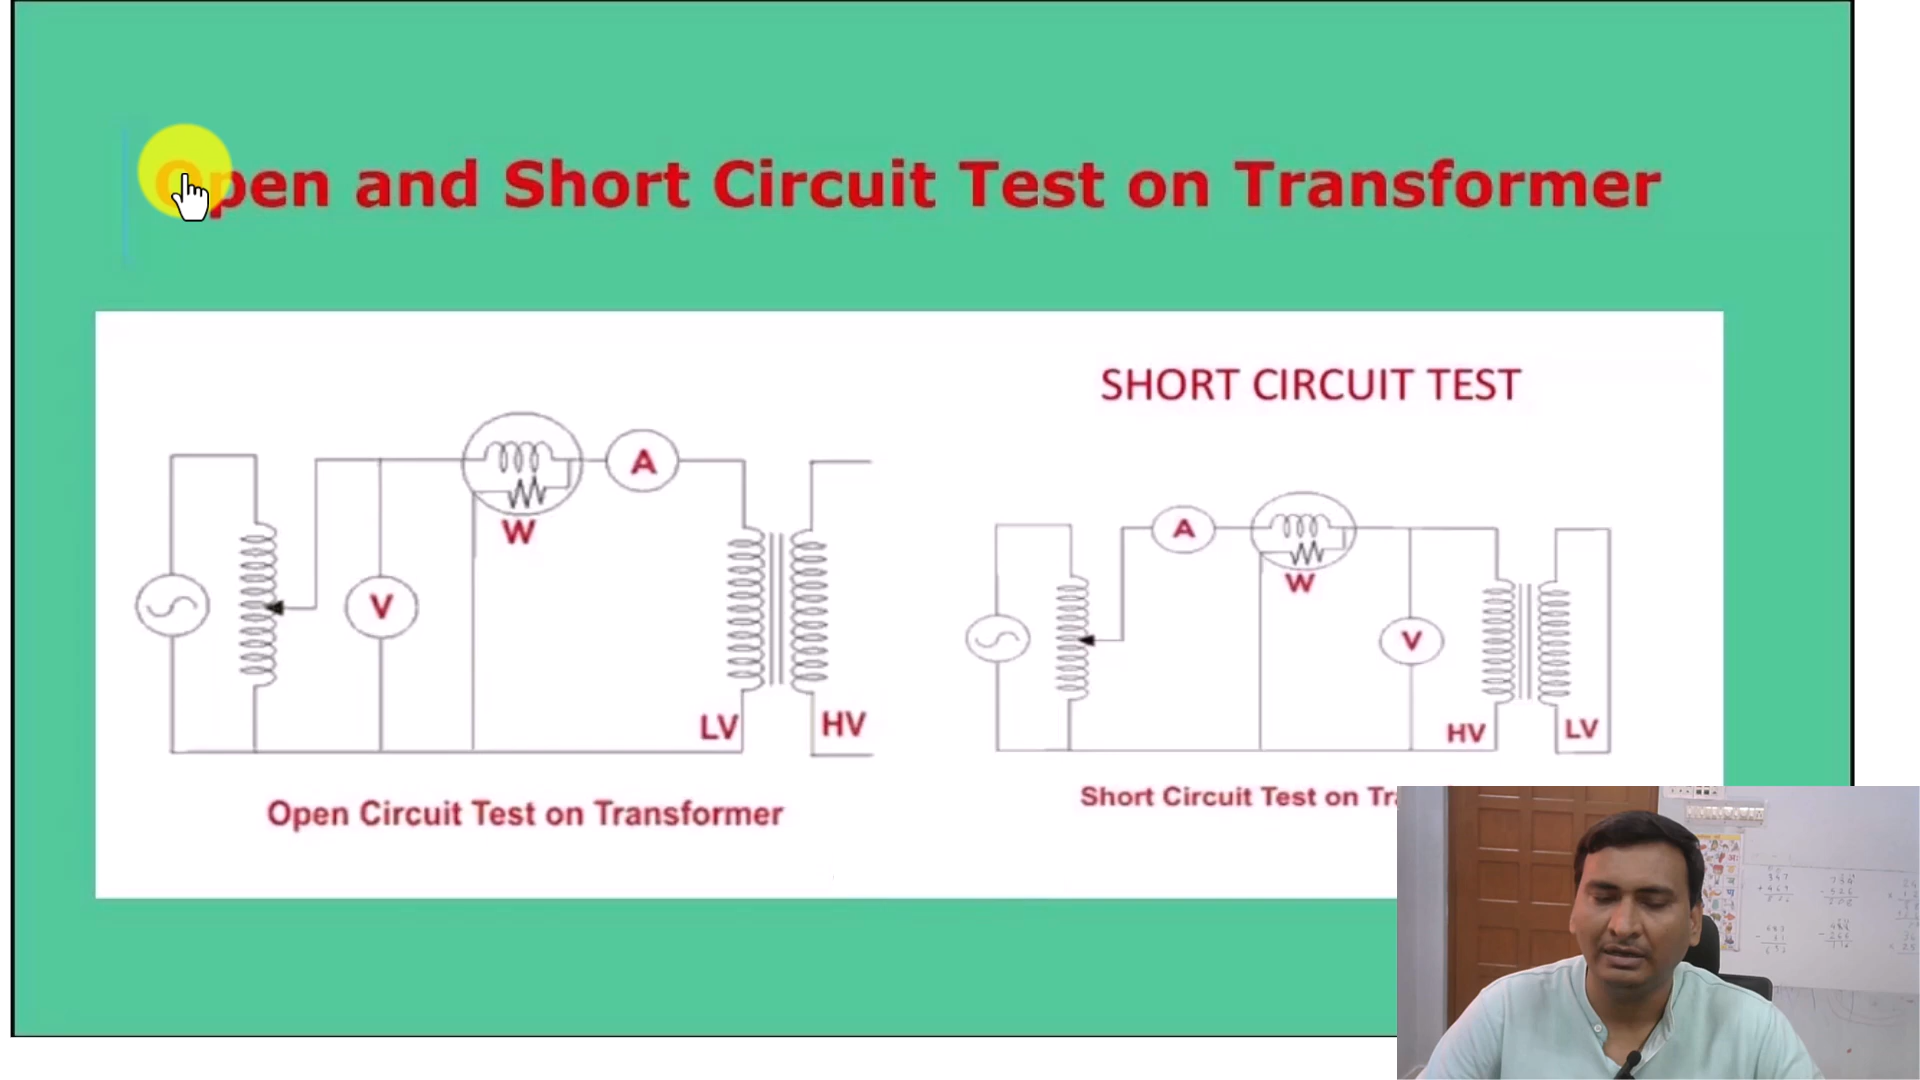 Open and Short Circuit Test on Transformer
SHORT CIRCUIT TEST
A
W
V
LV
HV
Open Circuit Test on Transformer
A
W
V
HV
LV
Short Circuit Test on Tra